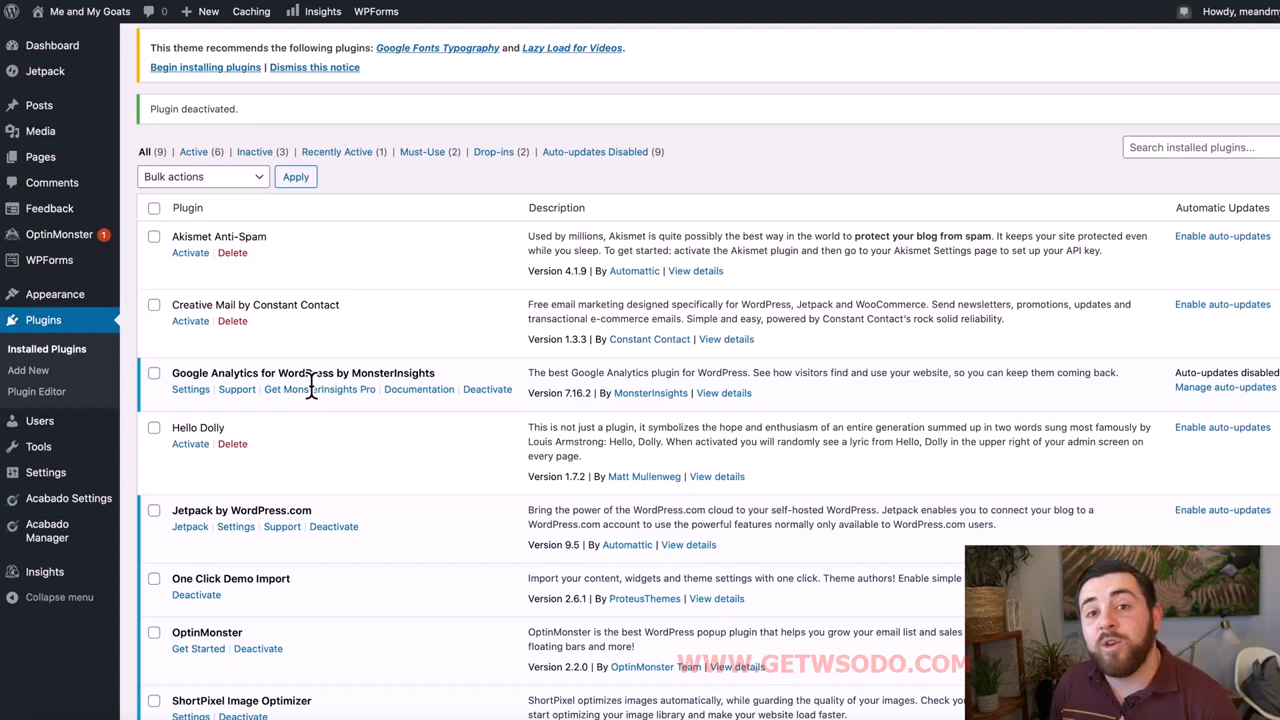 Me and My Goats 0 New Caching Insights WPForms Howdy, meandm
Dashboard
Jetpack
Posts
Media
Pages
Comments
Feedback
OptinMonster 1
WPForms
Appearance
Plugins
Installed Plugins
Add New
Plugin Editor
Users
Tools
Settings
Acabado Settings
Acabado
Manager
Insights
Collapse menu
This theme recommends the following plugins: Google Fonts Typography and Lazy Load for Videos.
Begin installing plugins | Dismiss this notice
Plugin deactivated.
All (9) | Active (6) | Inactive (3) | Recently Active (1) | Must-Use (2) | Drop-ins (2) | Auto-updates Disabled (9)
Search installed plugins...
Bulk actions Apply
Plugin Description Automatic Updates
Akismet Anti-Spam
Activate | Delete
Used by millions, Akismet is quite possibly the best way in the world to protect your blog from spam. It keeps your site protected even
while you sleep. To get started: activate the Akismet plugin and then go to your Akismet Settings page to set up your API key.
Version 4.1.9 | By Automattic | View details
Enable auto-updates
Creative Mail by Constant Contact
Activate | Delete
Free email marketing designed specifically for WordPress, Jetpack and WooCommerce. Send newsletters, promotions, updates and
transactional e-commerce emails. Simple and easy, powered by Constant Contact's rock solid reliability.
Version 1.3.3 | By Constant Contact | View details
Enable auto-updates
Google Analytics for WordPress by MonsterInsights
Settings | Support | Get MonsterInsights Pro | Documentation | Deactivate
The best Google Analytics plugin for WordPress. See how visitors find and use your website, so you can keep them coming back.
Version 7.16.2 | By MonsterInsights | View details
Auto-updates disabled
Manage auto-updates
Hello Dolly
Activate | Delete
This is not just a plugin, it symbolizes the hope and enthusiasm of an entire generation summed up in two words sung most famously by
Louis Armstrong: Hello, Dolly. When activated you will randomly see a lyric from Hello, Dolly in the upper right of your admin screen on
every page.
Version 1.7.2 | By Matt Mullenweg | View details
Enable auto-updates
Jetpack by WordPress.com
Jetpack | Settings | Support | Deactivate
Bring the power of the WordPress.com cloud to your self-hosted WordPress. Jetpack enables you to connect your blog to a
WordPress.com account to use the powerful features normally only available to WordPress.com users.
Version 9.5 | By Automattic | View details
Enable auto-updates
One Click Demo Import
Deactivate
Import your content, widgets and theme settings with one click. Theme authors! Enable simple
Version 2.6.1 | By ProteusThemes | View details
OptinMonster
Get Started | Deactivate
OptinMonster is the best WordPress popup plugin that helps you grow your email list and sales
floating bars and more!
Version 2.2.0 | By OptinMonster Team | View details
WWW.GETWSODO.COM
ShortPixel Image Optimizer
Settings | Deactivate
ShortPixel optimizes images automatically, while guarding the quality of your images. Check you
start optimizing your image library and make your website load faster.